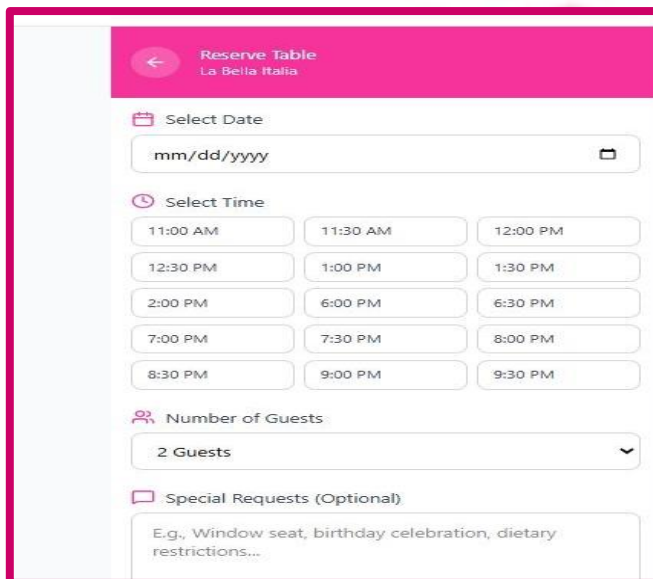 Reserve Table
La Bella Italia
Select Date
mm/dd/yyyy
Select Time
11:00 AM 11:30 AM 12:00 PM
12:30 PM 1:00 PM 1:30 PM
2:00 PM 6:00 PM 6:30 PM
7:00 PM 7:30 PM 8:00 PM
8:30 PM 9:00 PM 9:30 PM
Number of Guests
2 Guests
Special Requests (Optional)
E.g., Window seat, birthday celebration, dietary
restrictions...